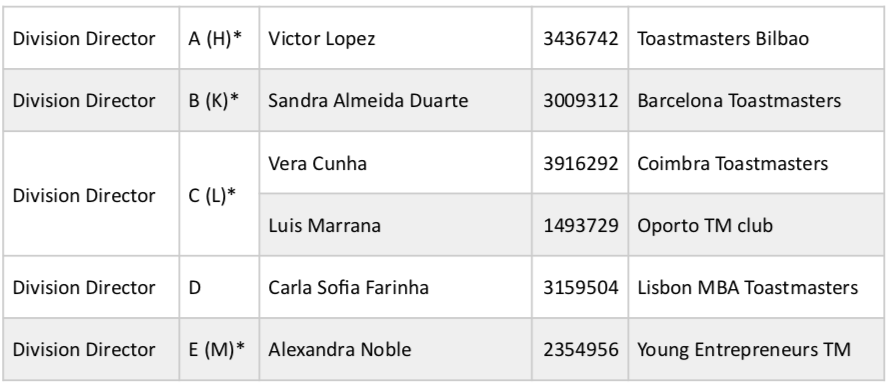 Division Director A (H)* Victor Lopez 3436742 Toastmasters Bilbao
Division Director B (K)* Sandra Almeida Duarte 3009312 Barcelona Toastmasters
Division Director C (L)* Vera Cunha 3916292 Coimbra Toastmasters
Luis Marrana 1493729 Oporto TM club
Division Director D Carla Sofia Farinha 3159504 Lisbon MBA Toastmasters
Division Director E (M)* Alexandra Noble 2354956 Young Entrepreneurs TM